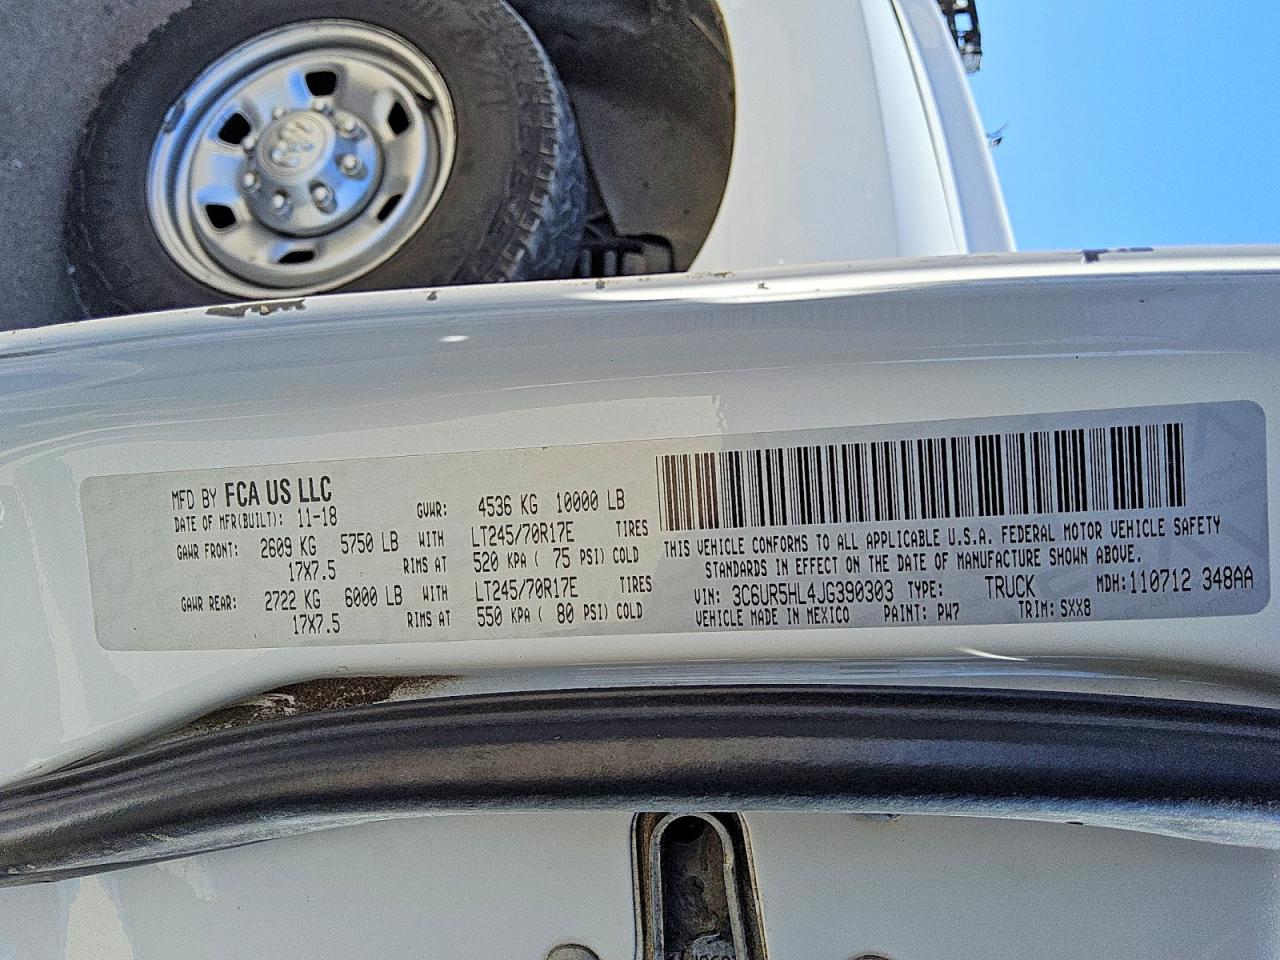 MFD BY FCA US LLC
DATE OF MFR(BUILT): 11-18 GVWR: 4536 KG 10000 LB
GAWR FRONT: 2609 KG 5750 LB WITH LT245/70R17E TIRES
17X7.5 RIMS AT 520 KPA ( 75 PSI) COLD
GAWR REAR: 2722 KG 6000 LB WITH LT245/70R17E TIRES
17X7.5 RIMS AT 550 KPA ( 80 PSI) COLD
THIS VEHICLE CONFORMS TO ALL APPLICABLE U.S.A. FEDERAL MOTOR VEHICLE SAFETY
STANDARDS IN EFFECT ON THE DATE OF MANUFACTURE SHOWN ABOVE.
VIN: 3C6UR5HL4JG390303 TYPE: TRUCK MDH: 110712 348AA
VEHICLE MADE IN MEXICO PAINT: PW7 TRIM: SXX8